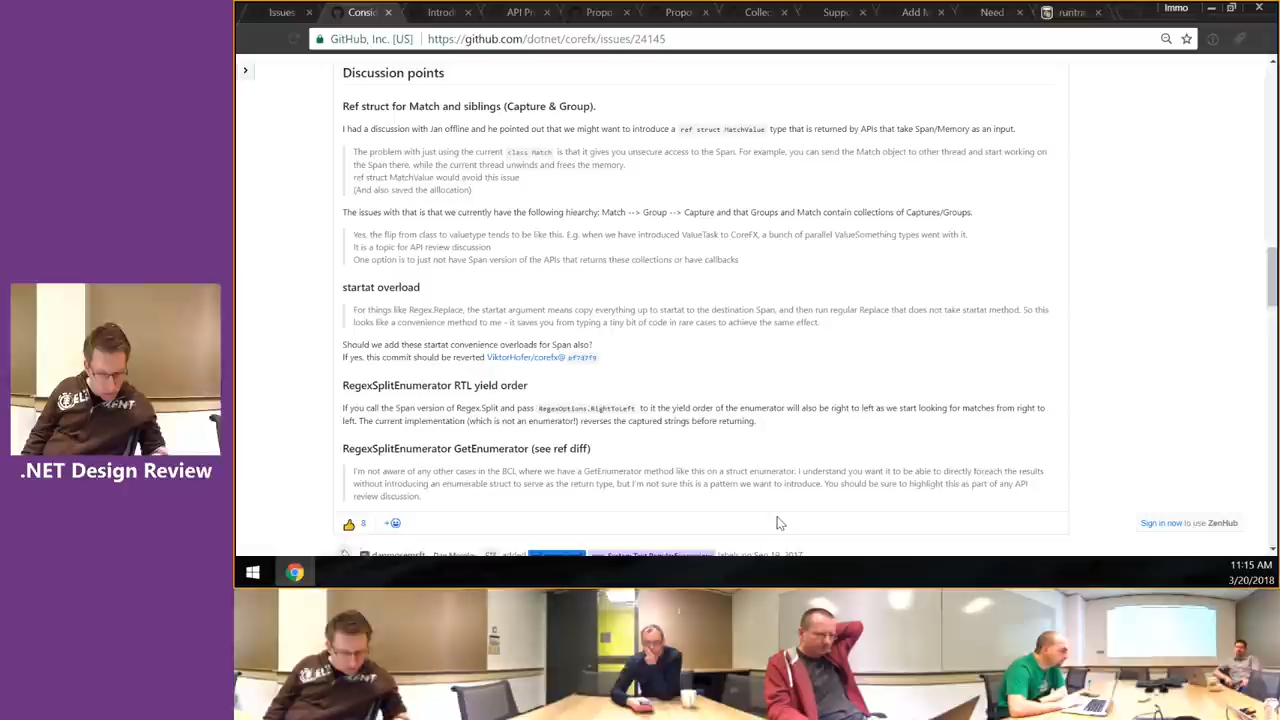 Issues
Consid
Introd
API Pr
Propo
Propo
Collec
Suppo
Add M
Need
runtim
Immo
GitHub, Inc. [US]
https://github.com/dotnet/corefx/issues/24145
Discussion points
Ref struct for Match and siblings (Capture & Group).
I had a discussion with Jan offline and he pointed out that we might want to introduce a ref struct MatchValue type that is returned by APIs that take Span/Memory as an input.
The problem with just using the current class Match is that it gives you unsecure access to the Span. For example, you can send the Match object to other thread and start working on
the Span there, while the current thread unwinds and frees the memory.
ref struct MatchValue would avoid this issue
(And also saved the alllocation)
The issues with that is that we currently have the following hiearchy: Match --> Group --> Capture and that Groups and Match contain collections of Captures/Groups.
Yes, the flip from class to valuetype tends to be like this. E.g. when we have introduced ValueTask to CoreFX, a bunch of parallel ValueSomething types went with it.
It is a topic for API review discussion
One option is to just not have Span version of the APIs that returns these collections or have callbacks
startat overload
For things like Regex.Replace, the startat argument means copy everything up to startat to the destination Span, and then run regular Replace that does not take startat method. So this
looks like a convenience method to me - it saves you from typing a tiny bit of code in rare cases to achieve the same effect.
Should we add these startat convenience overloads for Span also?
If yes, this commit should be reverted ViktorHofer/corefx@
RegexSplitEnumerator RTL yield order
If you call the Span version of Regex.Split and pass RegexOptions.RightToLeft to it the yield order of the enumerator will also be right to left as we start looking for matches from right to
left. The current implementation (which is not an enumerator!) reverses the captured strings before returning.
RegexSplitEnumerator GetEnumerator (see ref diff)
I'm not aware of any other cases in the BCL where we have a GetEnumerator method like this on a struct enumerator. I understand you want it to be able to directly foreach the results
without introducing an enumerable struct to serve as the return type, but I'm not sure this is a pattern we want to introduce. You should be sure to highlight this as part of any API
review discussion.
8
Sign in now to use ZenHub
added labels on Sep 19, 2017
11:15 AM
3/20/2018
.NET Design Review